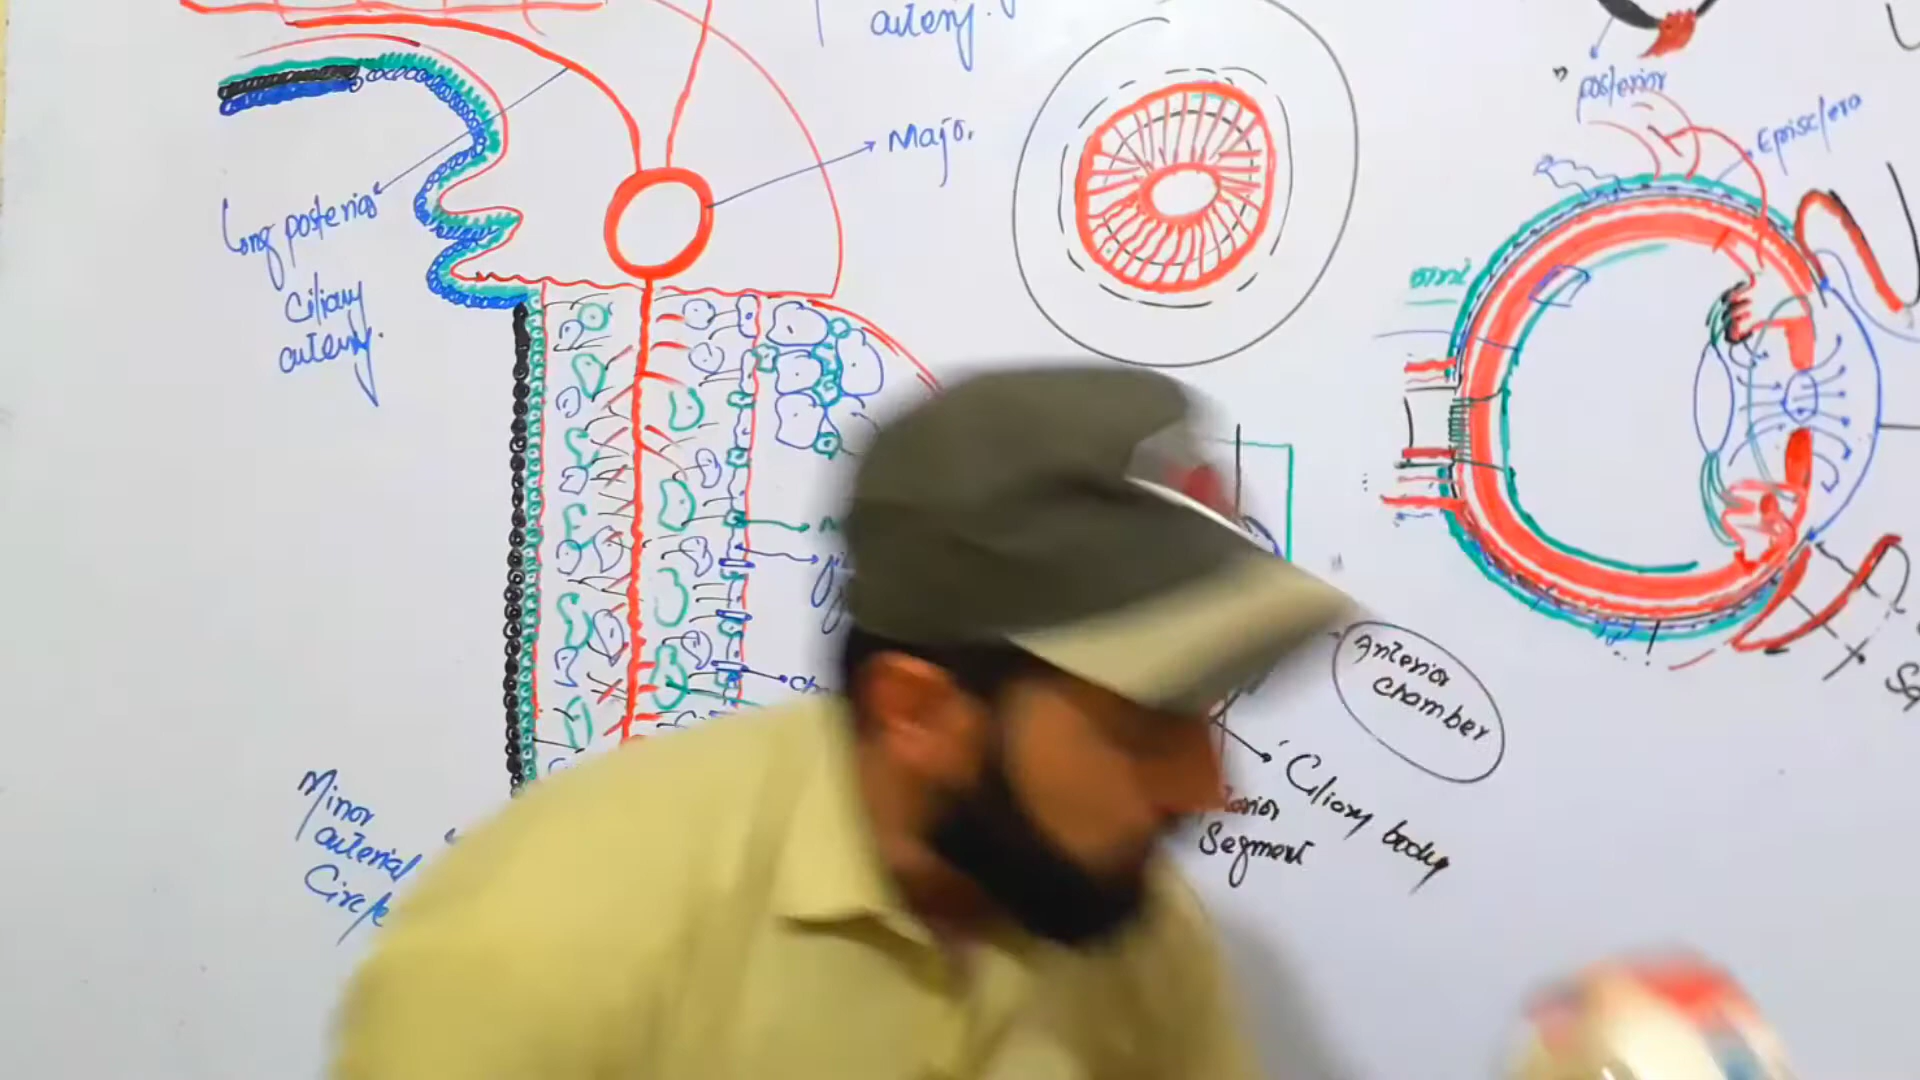 artery.
posterior
Episclera
Majo.
Long posterior
Ciliary
artery.
Anterior
chamber
Ciliary body
Segment
Minor
arterial
Circle